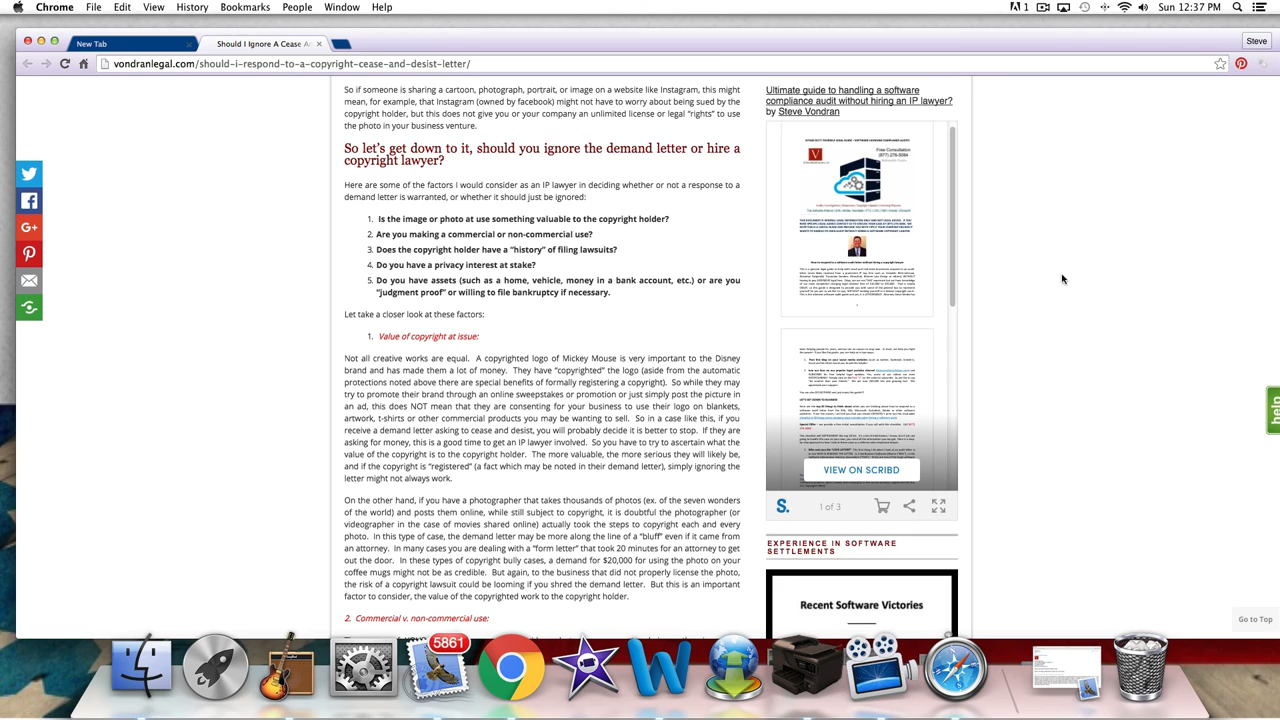 Chrome File Edit View History Bookmarks People Window Help
1 Sun 12:37 PM
New Tab
Should I Ignore A Cease A
Steve
vondranlegal.com/should-i-respond-to-a-copyright-cease-and-desist-letter/
So if someone is sharing a cartoon, photograph, portrait, or image on a website like Instagram, this might
mean, for example, that Instagram (owned by facebook) might not have to worry about being sued by the
copyright holder, but this does not give you or your company an unlimited license or legal “rights” to use
the photo in your business venture.
So let’s get down to it, should you ignore the demand letter or hire a
copyright lawyer?
Here are some of the factors I would consider as an IP lawyer in deciding whether or not a response to a
demand letter is warranted, or whether it should just be ignored:
1. Is the image or photo at use something valuable to the copyright holder?
2. Are you making a commercial or non-commercial use?
3. Does the copyright holder have a “history” of filing lawsuits?
4. Do you have a privacy interest at stake?
5. Do you have assets such as a home, vehicle, money in a bank account, etc.) or are you
“judgment proof” or willing to file bankruptcy if necessary.
Let take a closer look at these factors:
1. Value of copyright at issue:
Not all creative works are equal. A copyrighted logo of Mickey Mouse is very important to the Disney
brand and has made them a lot of money. They have “copyrighted” the logo (aside from the automatic
protections received, there are special benefits of formally registering a copyright). So while they may
try to promote their brand through an online sweepstakes or promotion or just simply post the picture in
an ad, this does NOT mean that they are consenting to your business to use their logo on blankets,
artwork, t-shirts or other commercial products you may be wanting to sell. So in a case like this, if you
receive a demand letter asking to cease and desist, you will probably decide it is better to stop. If they are
asking for money, this is a good time to get an IP lawyer involved. So again, you have to try to ascertain what the
value of the copyright is to the copyright holder. The more valuable, the more serious they will likely be,
and if the copyright is “registered” (a fact which may be noted in their demand letter), simply ignoring the
letter might not always work.
On the other hand, if you have a photographer that takes thousands of photos (ex. of the seven wonders
of the world) and posts them online, while still subject to copyright, it is doubtful the photographer (or
videographer in the case of movies shared online) actually took the steps to copyright each and every
photo. In this type of case, the demand letter may be more along the line of a “bluff” even if it came from
an attorney. In many cases you are dealing with a “form letter” that took 20 minutes for an attorney to get
out the door. In these types of copyright bully cases, a demand for $20,000 for using the photo on your
coffee mugs might not be as credible. But again, to the business that did not properly license the photo,
the risk of a copyright lawsuit could be looming if you shred the demand letter. But this is an important
factor to consider, the value of the copyrighted work to the copyright holder.
2. Commercial v. non-commercial use:
Ultimate guide to handling a software
compliance audit without hiring an IP lawyer?
by Steve Vondran
Free Consultation
(877) 276-5084
VIEW ON SCRIBD
S. 1 of 3
EXPERIENCE IN SOFTWARE
SETTLEMENTS
Recent Software Victories
Go to Top
5861